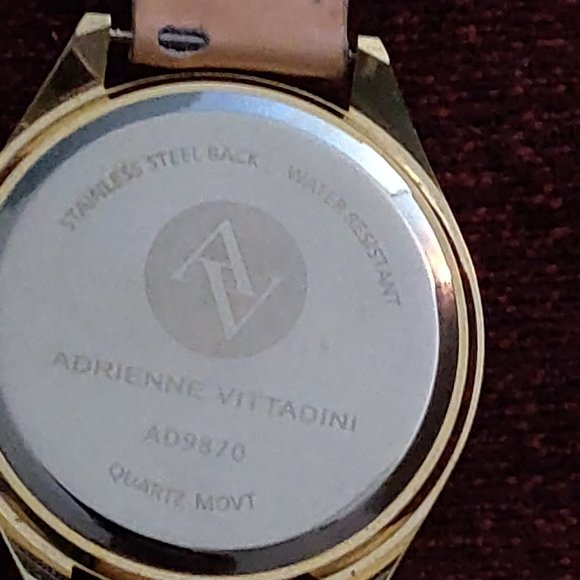 STAINLESS STEEL BACK
WATER RESISTANT
AV
ADRIENNE VITTADINI
AD9870
QUARTZ MOVT